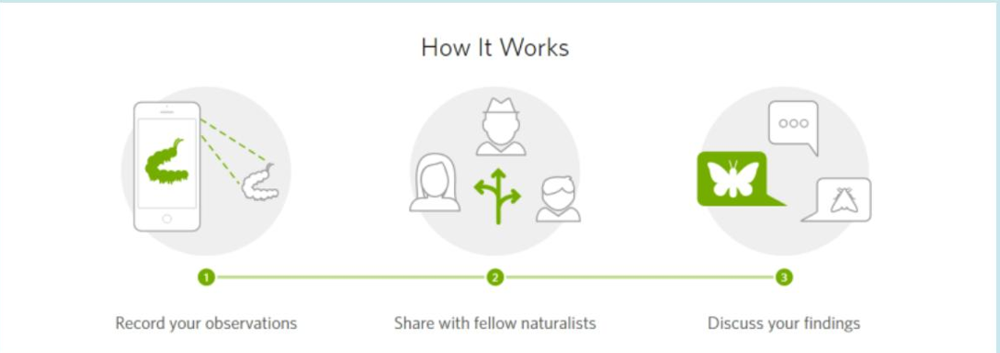 How It Works
1
2
3
Record your observations
Share with fellow naturalists
Discuss your findings